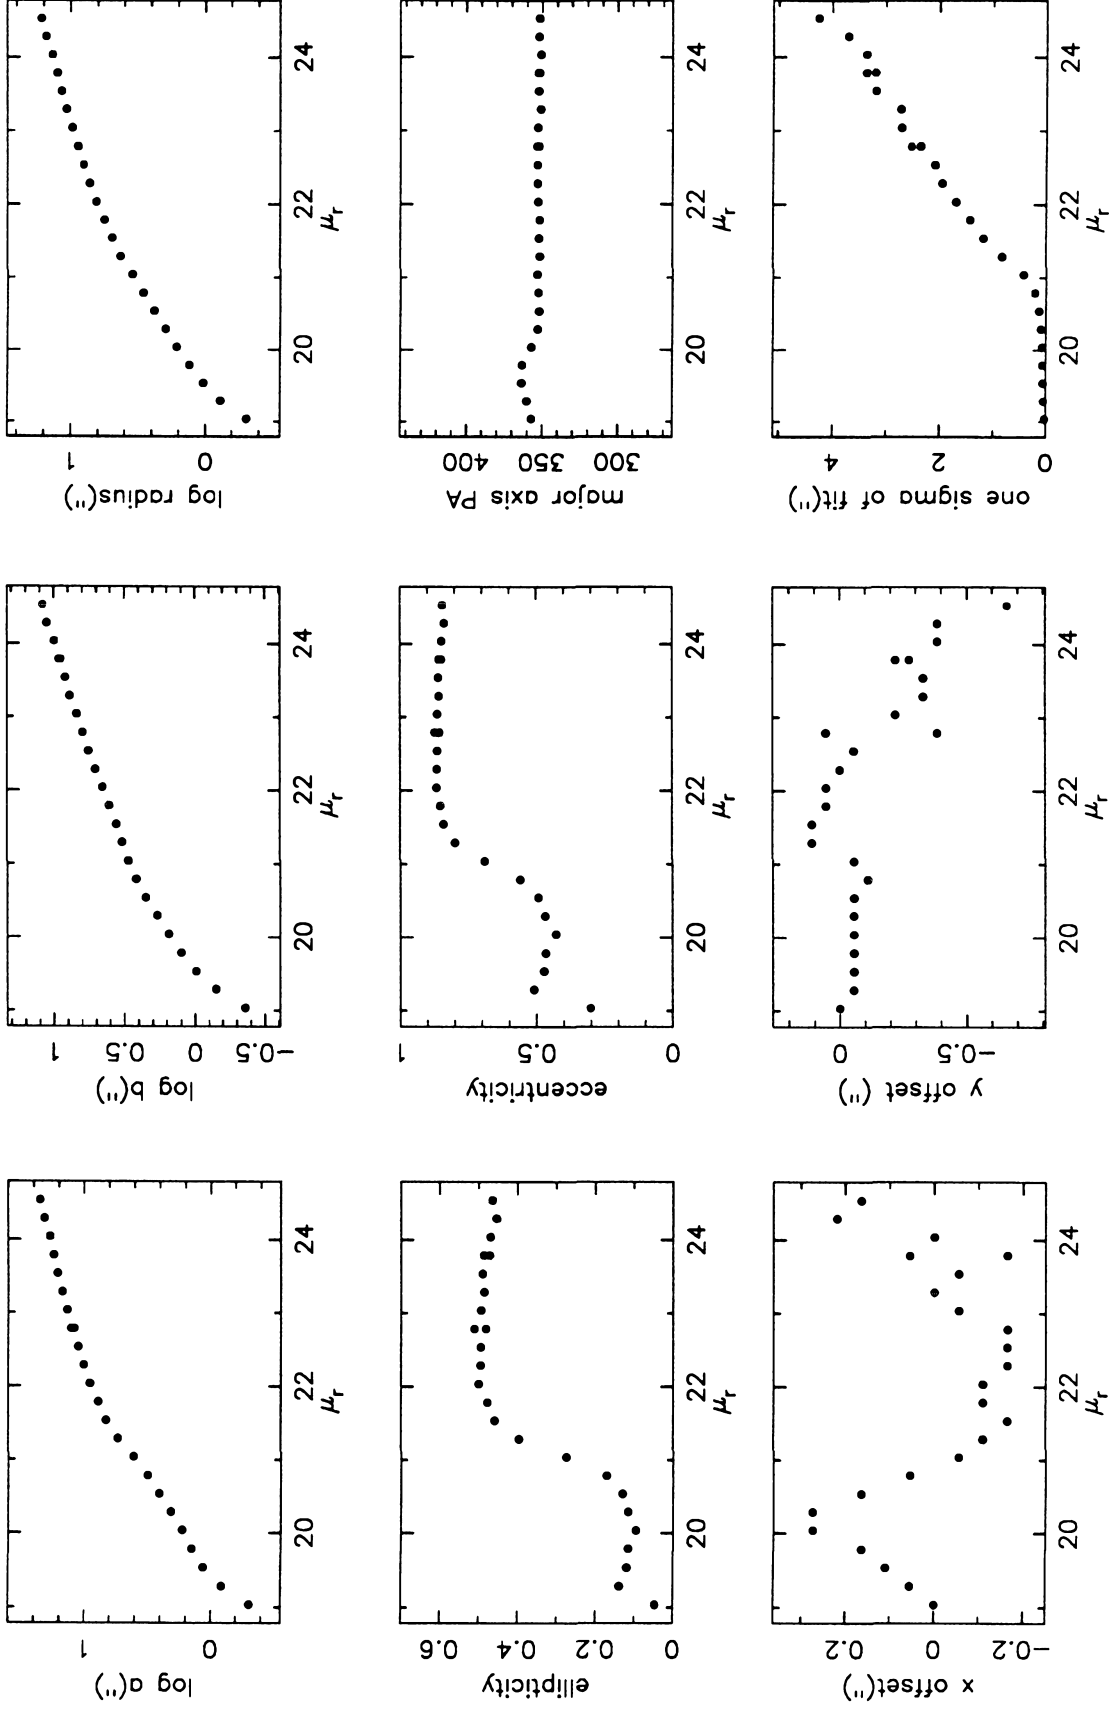 log a(")
1
0
20 22 24
μr
log b(")
1
0.5
0
−0.5
20 22 24
μr
log radius(")
1
0
20 22 24
μr
ellipticity
0.6
0.4
0.2
0
20 22 24
μr
eccentricity
1
0.5
0
20 22 24
μr
major axis PA
400
350
300
20 22 24
μr
x offset(")
0.2
0
−0.2
20 22 24
μr
y offset (")
0
−0.5
20 22 24
μr
one sigma of fit(")
4
2
0
20 22 24
μr